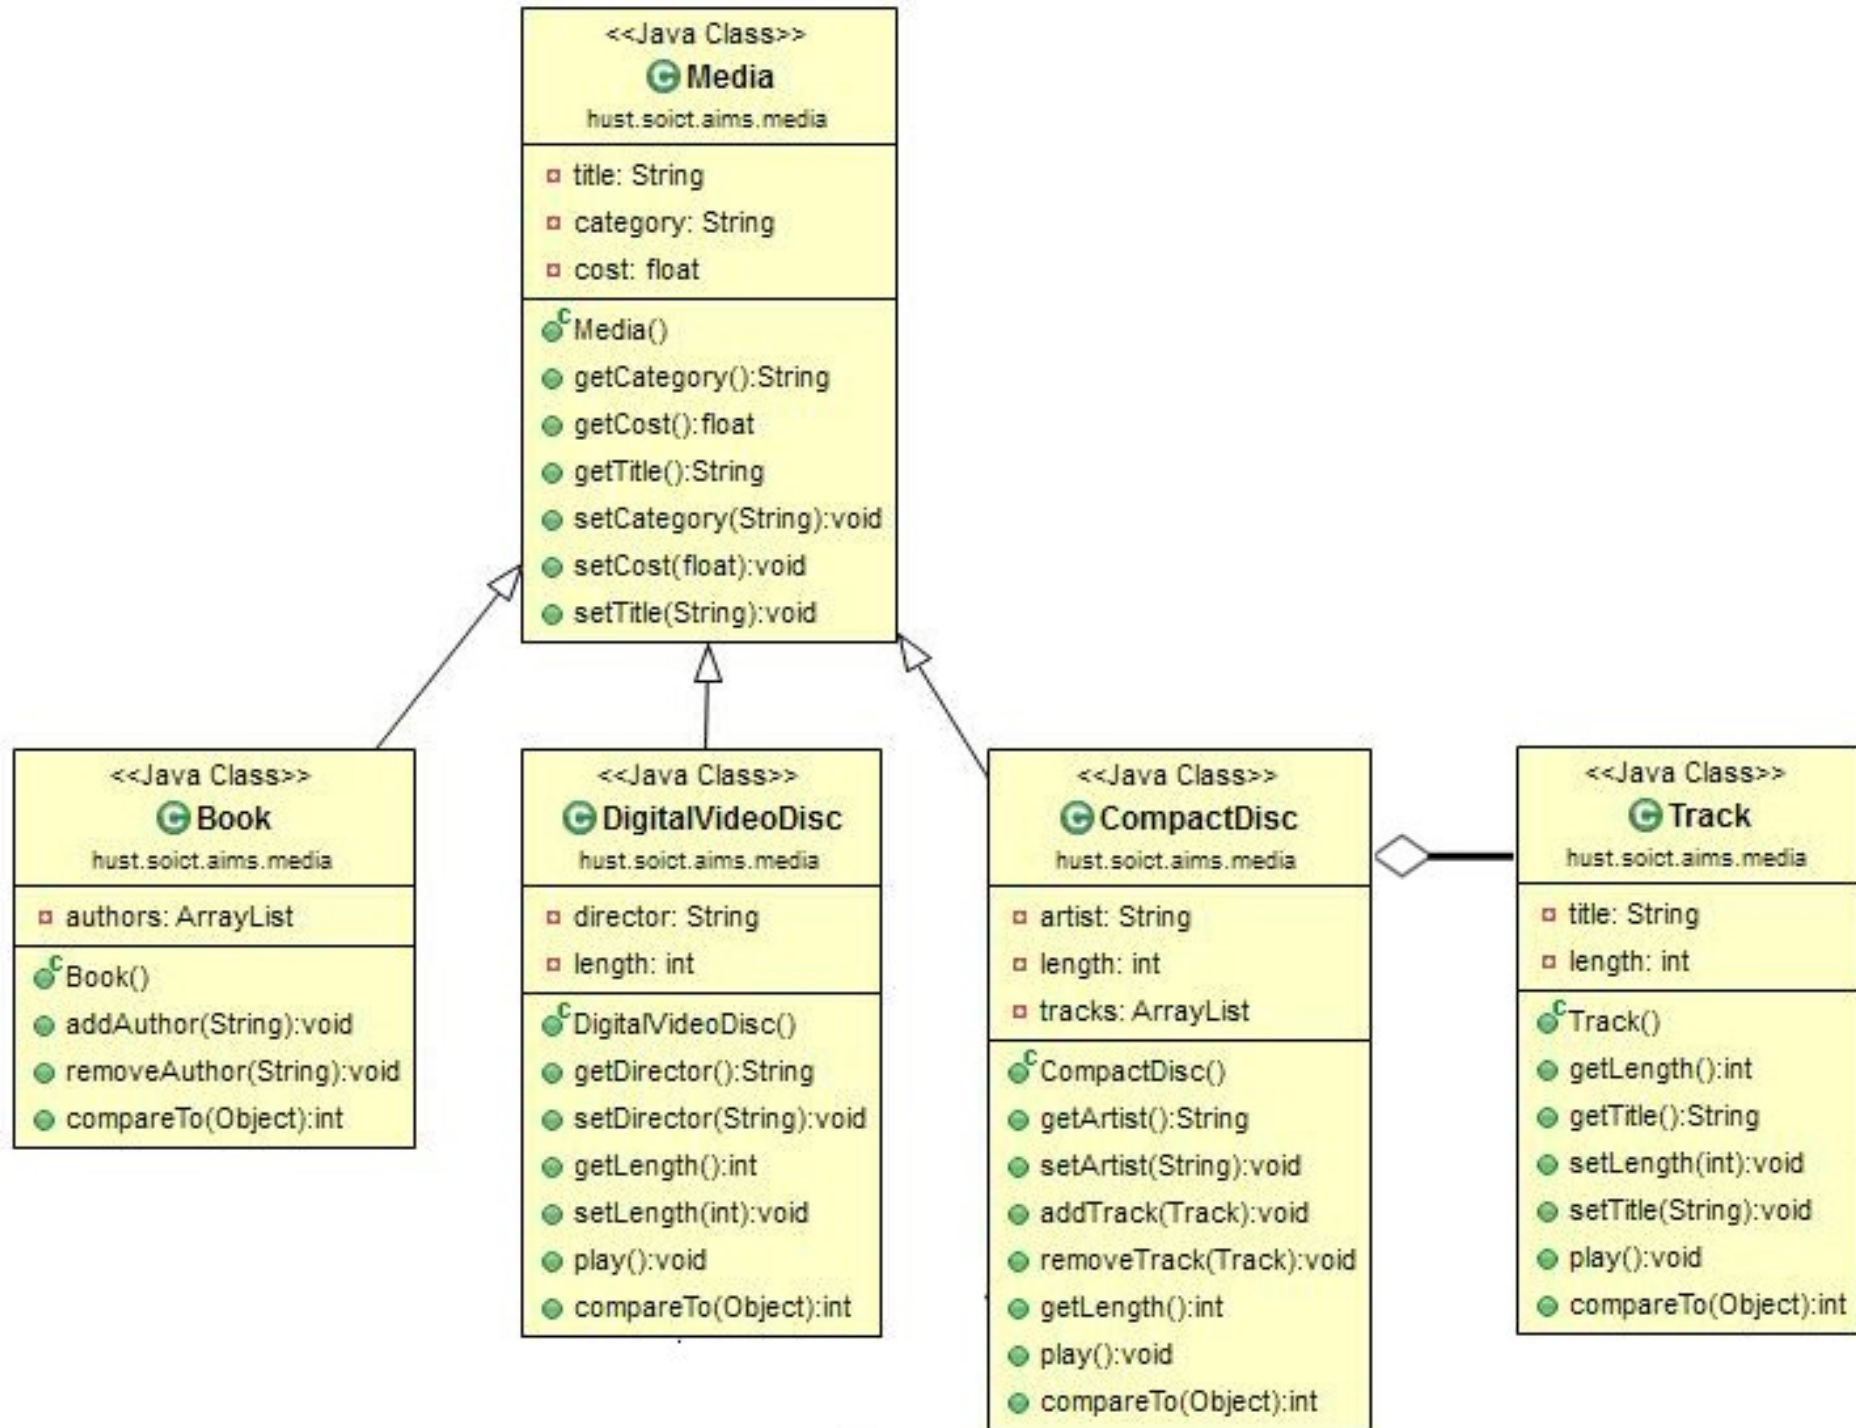 <<Java Class>>
Media
hust.soict.aims.media
title: String
category: String
cost: float
Media()
getCategory():String
getCost():float
getTitle():String
setCategory(String):void
setCost(float):void
setTitle(String):void
<<Java Class>>
Book
hust.soict.aims.media
authors: ArrayList
Book()
addAuthor(String):void
removeAuthor(String):void
compareTo(Object):int
<<Java Class>>
DigitalVideoDisc
hust.soict.aims.media
director: String
length: int
DigitalVideoDisc()
getDirector():String
setDirector(String):void
getLength():int
setLength(int):void
play():void
compareTo(Object):int
<<Java Class>>
CompactDisc
hust.soict.aims.media
artist: String
length: int
tracks: ArrayList
CompactDisc()
getArtist():String
setArtist(String):void
addTrack(Track):void
removeTrack(Track):void
getLength():int
play():void
compareTo(Object):int
<<Java Class>>
Track
hust.soict.aims.media
title: String
length: int
Track()
getLength():int
getTitle():String
setLength(int):void
setTitle(String):void
play():void
compareTo(Object):int